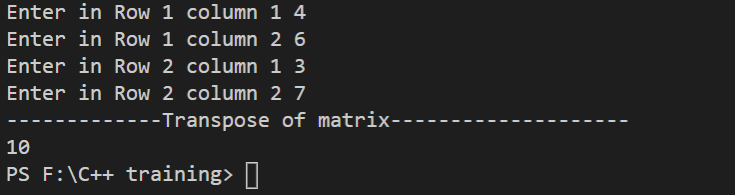 Enter in Row 1 column 1 4
Enter in Row 1 column 2 6
Enter in Row 2 column 1 3
Enter in Row 2 column 2 7
-------------Transpose of matrix--------------------
10
PS F:\C++ training>